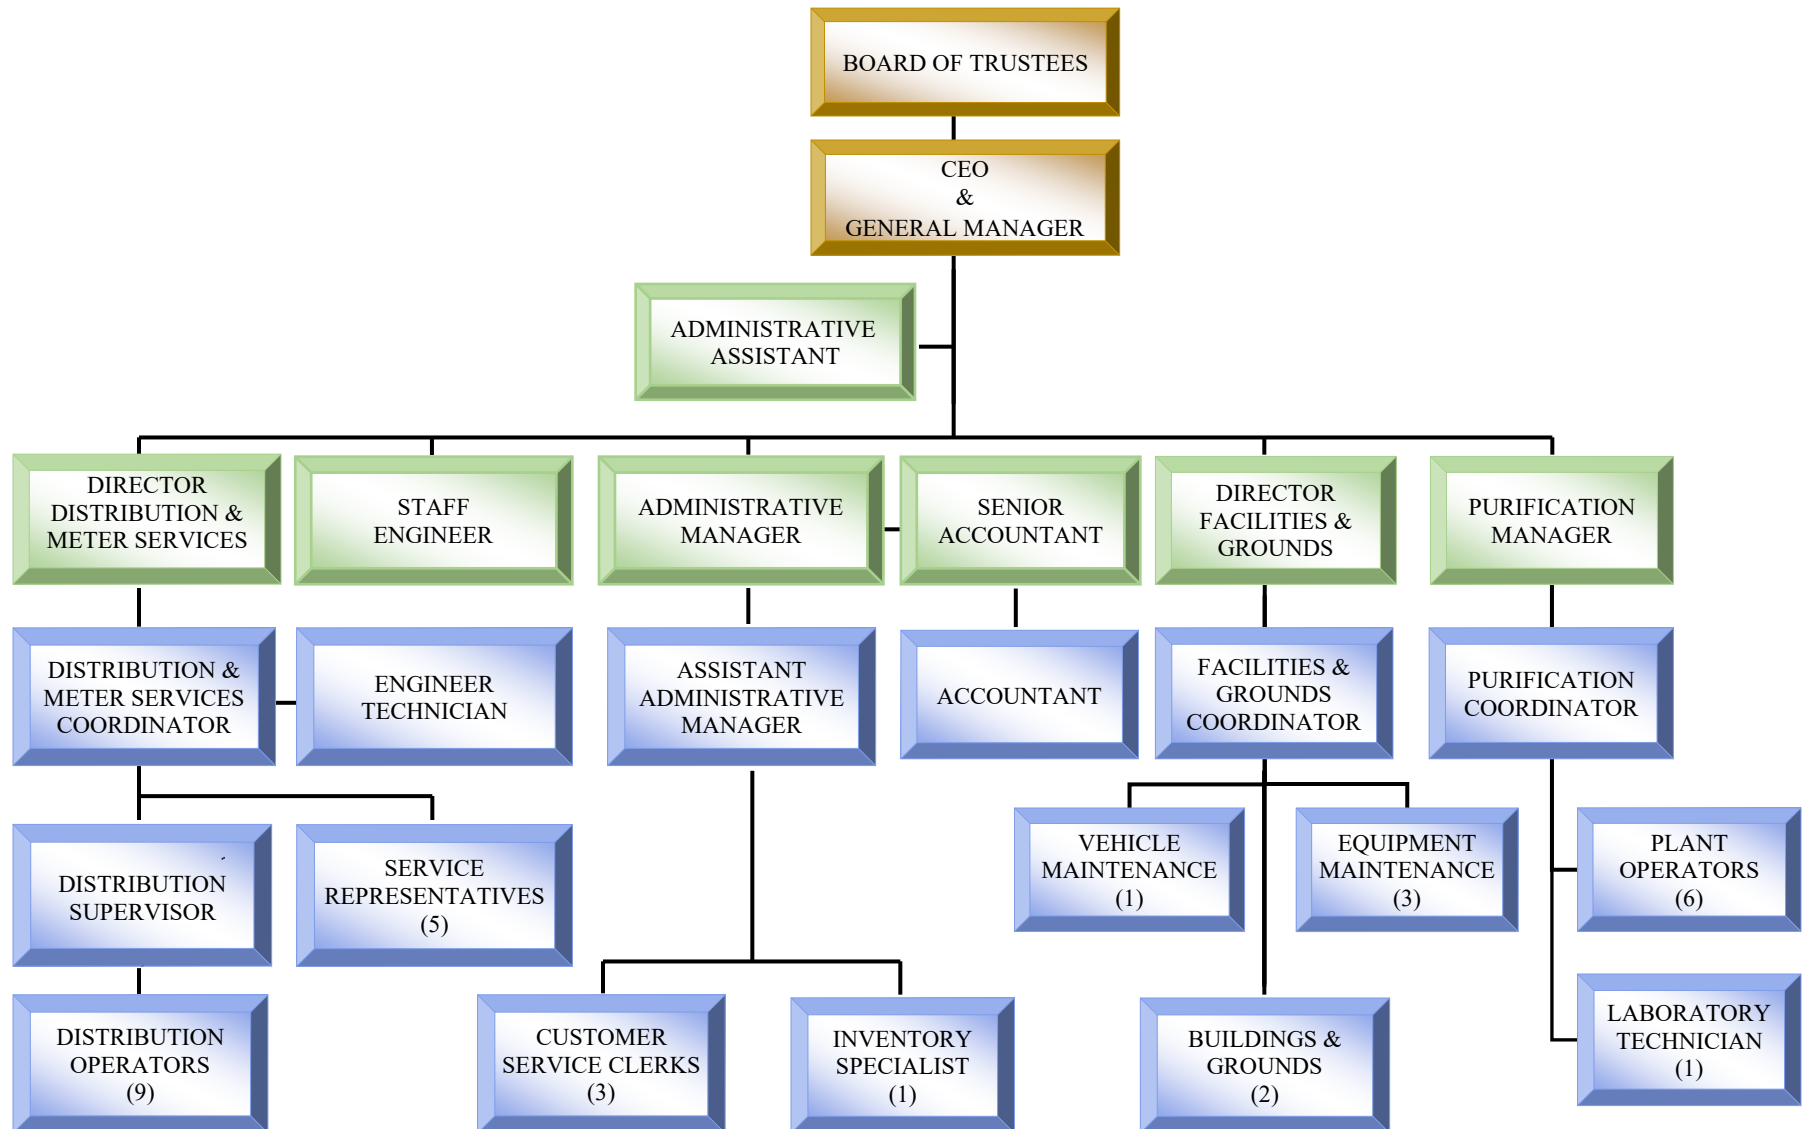 BOARD OF TRUSTEES
CEO
&
GENERAL MANAGER
ADMINISTRATIVE
ASSISTANT
DIRECTOR
DISTRIBUTION &
METER SERVICES
STAFF
ENGINEER
ADMINISTRATIVE
MANAGER
SENIOR
ACCOUNTANT
DIRECTOR
FACILITIES &
GROUNDS
PURIFICATION
MANAGER
DISTRIBUTION &
METER SERVICES
COORDINATOR
ENGINEER
TECHNICIAN
ASSISTANT
ADMINISTRATIVE
MANAGER
ACCOUNTANT
FACILITIES &
GROUNDS
COORDINATOR
PURIFICATION
COORDINATOR
DISTRIBUTION
SUPERVISOR
SERVICE
REPRESENTATIVES
(5)
VEHICLE
MAINTENANCE
(1)
EQUIPMENT
MAINTENANCE
(3)
PLANT
OPERATORS
(6)
DISTRIBUTION
OPERATORS
(9)
CUSTOMER
SERVICE CLERKS
(3)
INVENTORY
SPECIALIST
(1)
BUILDINGS &
GROUNDS
(2)
LABORATORY
TECHNICIAN
(1)